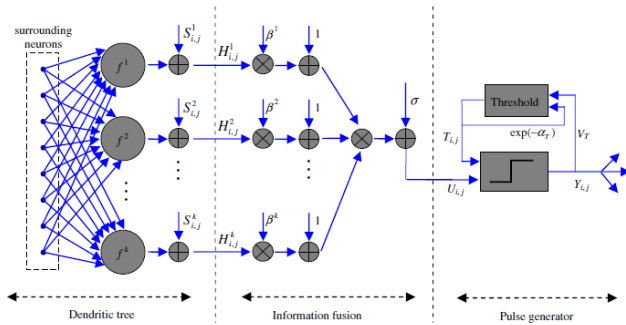 surrounding
neurons
f¹
S¹i,j
H¹i,j
β¹
1
f²
S²i,j
H²i,j
β²
1
σ
fᵏ
Sᵏi,j
Hᵏi,j
βᵏ
1
Threshold
Ti,j
exp(−αT)
VT
Ui,j
Yi,j
Dendritic tree
Information fusion
Pulse generator